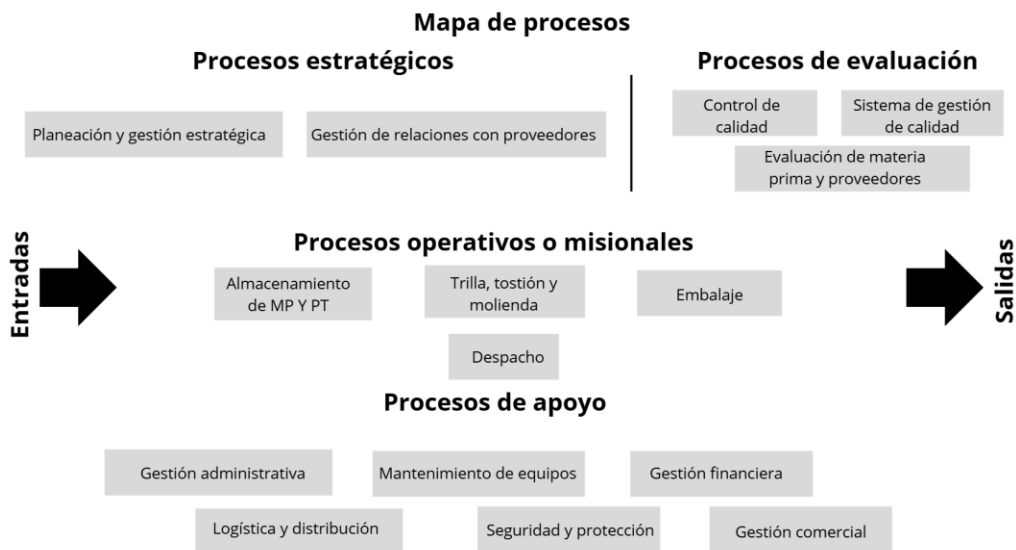 Mapa de procesos
Procesos estratégicos
Planeación y gestión estratégica
Gestión de relaciones con proveedores
Procesos de evaluación
Control de
calidad
Sistema de gestión
de calidad
Evaluación de materia
prima y proveedores
Entradas
Procesos operativos o misionales
Almacenamiento
de MP Y PT
Trilla, tostión y
molienda
Embalaje
Despacho
Salidas
Procesos de apoyo
Gestión administrativa
Mantenimiento de equipos
Gestión financiera
Logística y distribución
Seguridad y protección
Gestión comercial